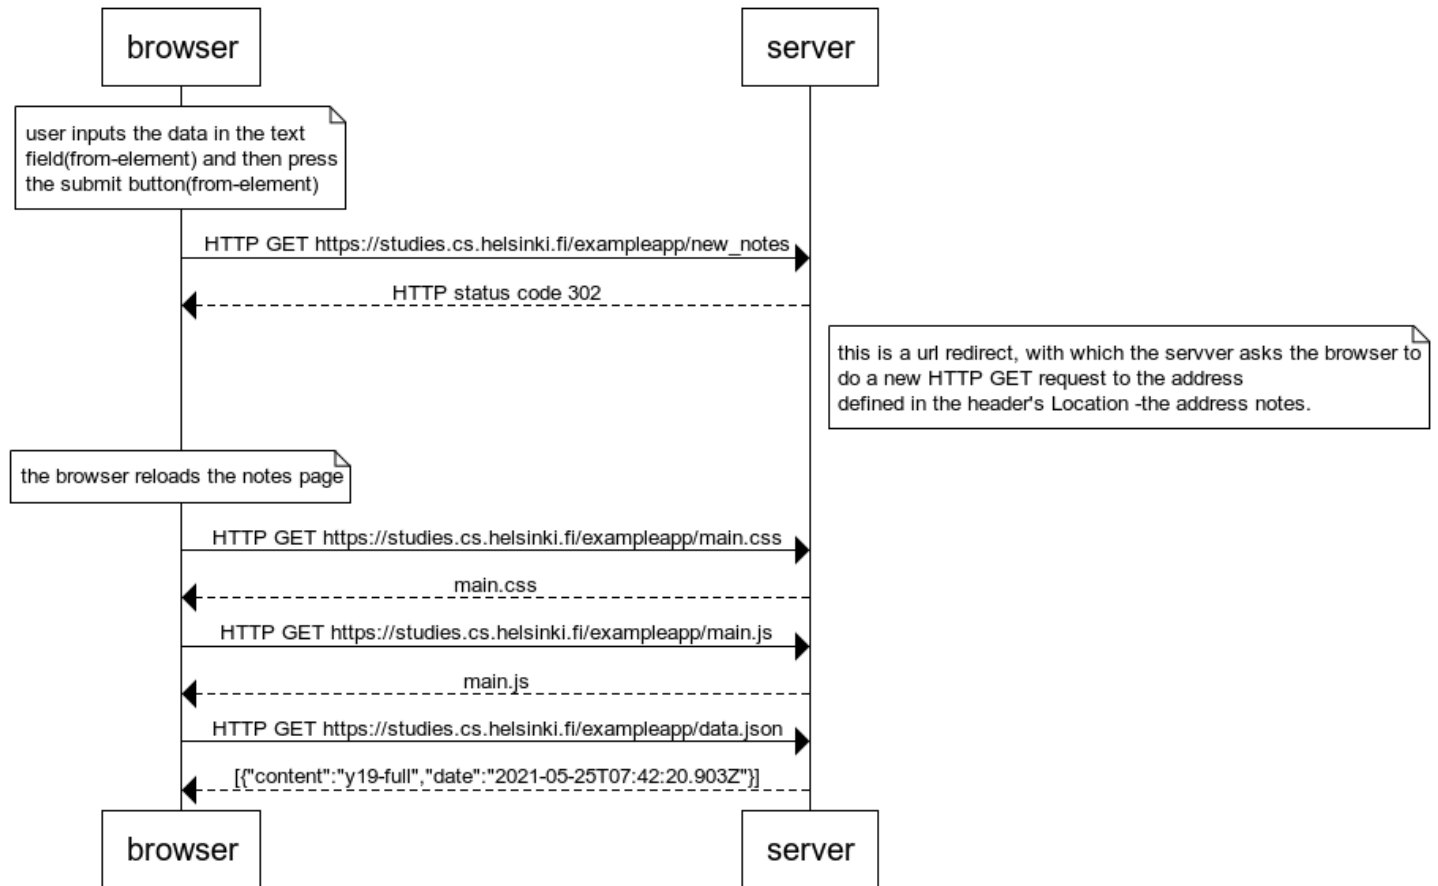 browser
server
user inputs the data in the text
field(from-element) and then press
the submit button(from-element)
HTTP GET https://studies.cs.helsinki.fi/exampleapp/new_notes
HTTP status code 302
this is a url redirect, with which the servver asks the browser to
do a new HTTP GET request to the address
defined in the header's Location -the address notes.
the browser reloads the notes page
HTTP GET https://studies.cs.helsinki.fi/exampleapp/main.css
main.css
HTTP GET https://studies.cs.helsinki.fi/exampleapp/main.js
main.js
HTTP GET https://studies.cs.helsinki.fi/exampleapp/data.json
[{"content":"y19-full","date":"2021-05-25T07:42:20.903Z"}]
browser
server